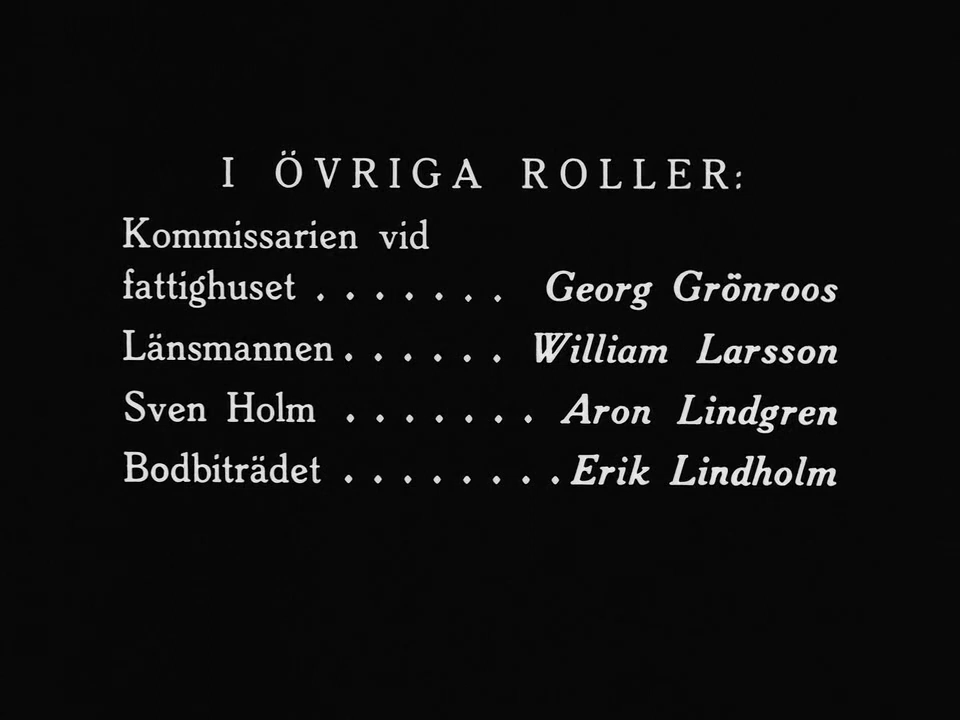 I ÖVRIGA ROLLER:
Kommissarien vid
fattighuset . . . . . . . Georg Grönroos
Länsmannen . . . . . . William Larsson
Sven Holm . . . . . . . Aron Lindgren
Bodbiträdet . . . . . . . . Erik Lindholm